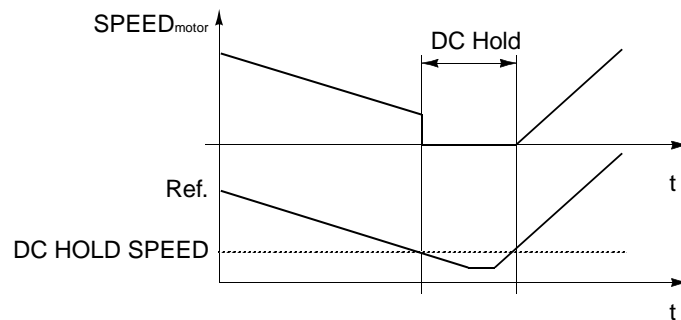 SPEEDmotor
DC Hold
t
Ref.
DC HOLD SPEED
t